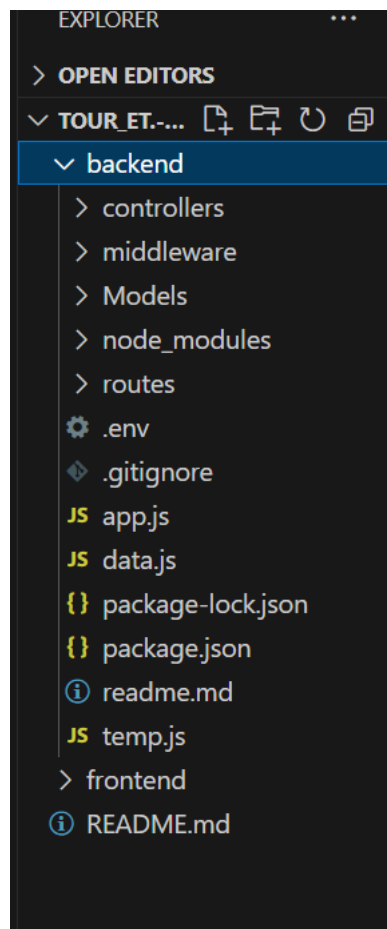 EXPLORER ...
OPEN EDITORS
TOUR_ET.-...
backend
controllers
middleware
Models
node_modules
routes
.env
.gitignore
JS app.js
JS data.js
{} package-lock.json
{} package.json
readme.md
JS temp.js
frontend
README.md